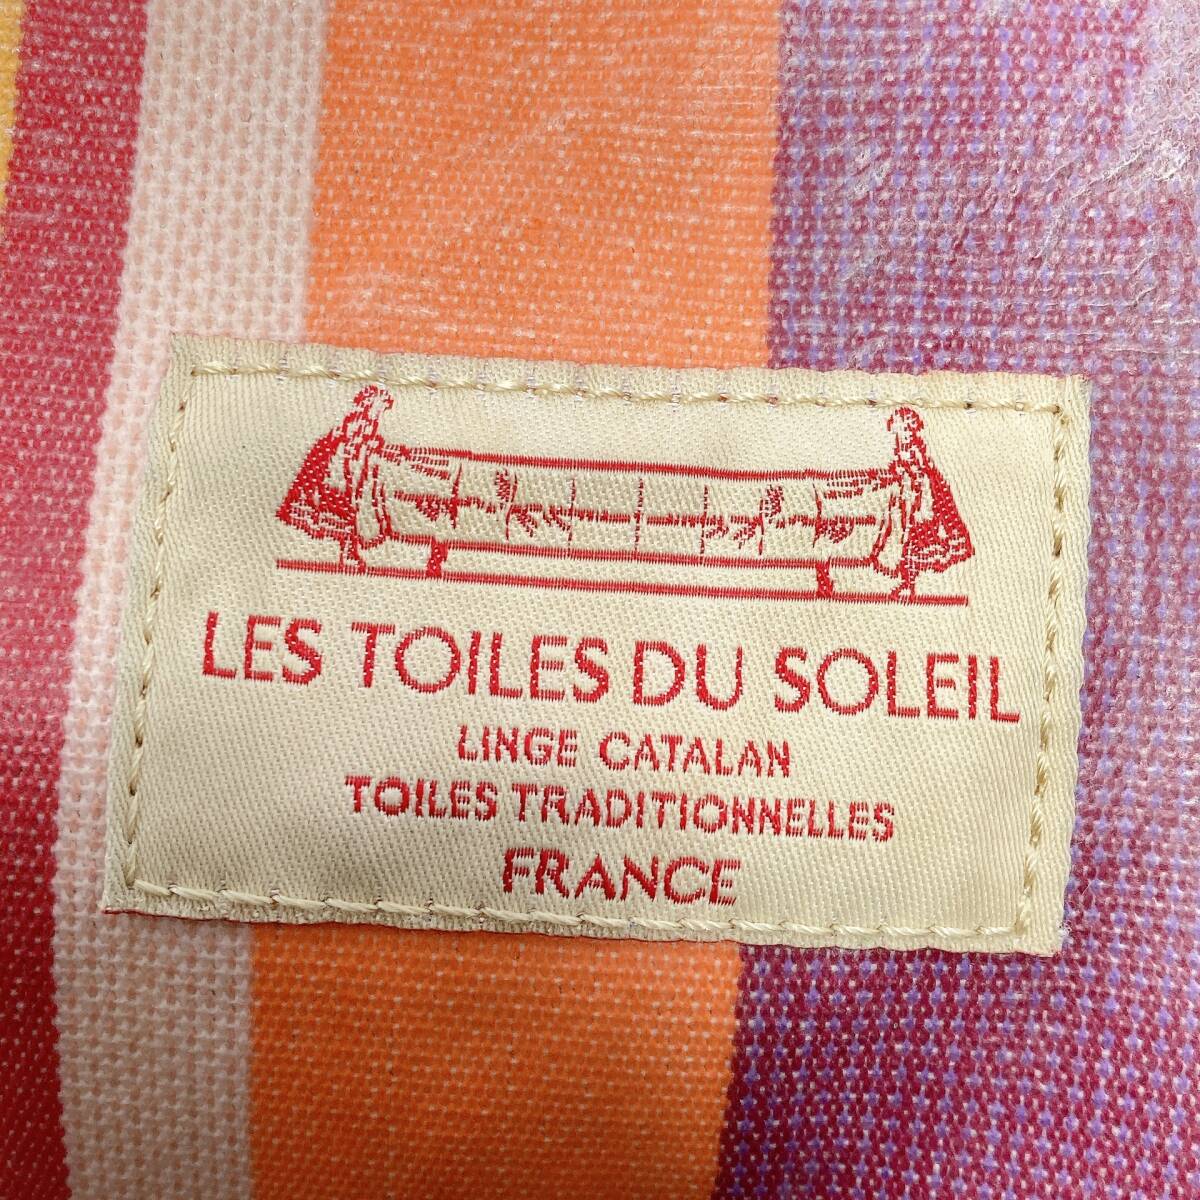 LES TOILES DU SOLEIL
LINGE CATALAN
TOILES TRADITIONNELLES
FRANCE